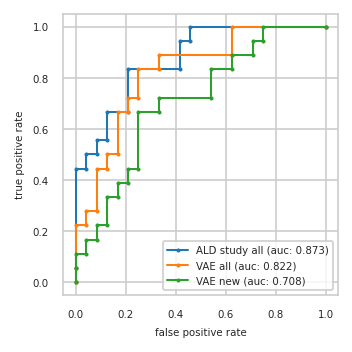 1.0
0.8
0.6
0.4
0.2
0.0
true positive rate
ALD study all (auc: 0.873)
VAE all (auc: 0.822)
VAE new (auc: 0.708)
0.0 0.2 0.4 0.6 0.8 1.0
false positive rate